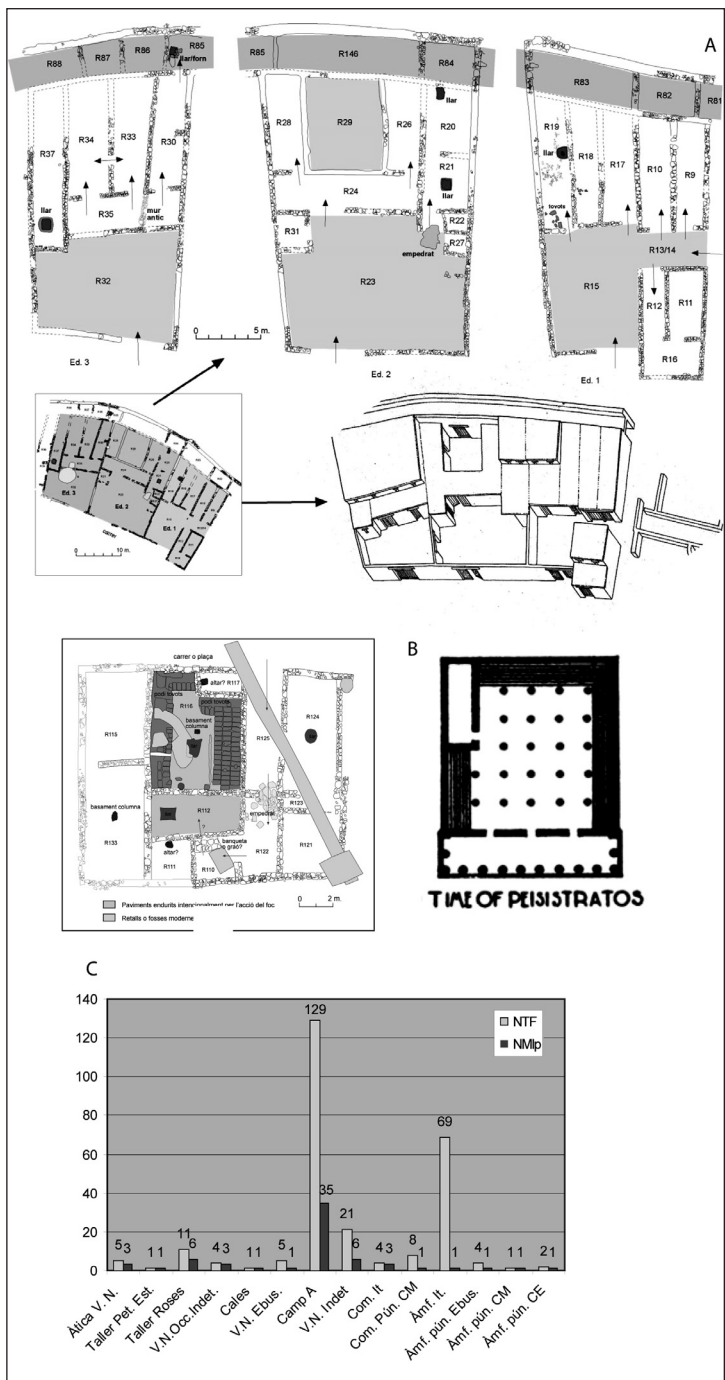 A
R88
R87
R86
R85
llar/forn
R37
R34
R33
R30
llar
R35
mur
antic
R32
Ed. 3
0
5 m.
R85
R146
R84
llar
R28
R29
R26
R20
R21
llar
R24
R22
R27
R31
empedrat
R23
Ed. 2
R83
R82
R81
R19
llar
R18
R17
R10
R9
tovots
R13/14
R15
R12
R11
R16
Ed. 1
Ed. 3
Ed. 2
Ed. 1
carrer
0
10 m.
carrer o plaça
podi tovots
altar? R117
R116
podi tovots
basament
columna
R115
R125
R124
basament columna
R112
empedrat
R123
?
R133
altar?
banqueta
o graó?
R122
R121
R111
R110
Paviments endurits intencionalment per l'acció del foc
Retalls o fosses moderne
0
2 m.
B
TIME OF PEISISTRATOS
C
140
120
100
80
60
40
20
0
NTF
NMIp
5 3
1 1
11 6
4 3
1 1
5 1
129 35
21 6
4 3
8 1
69 1
4 1
1 1
2 1
Àtica V. N.
Taller Pet. Est.
Taller Roses
V.N.Occ.Indet.
Cales
V.N. Ebus.
Camp A
V.N. Indet
Com. It
Com. Pún. CM
Àmf. It.
Àmf. pún. Ebus.
Àmf. pún. CM
Àmf. pún. CE